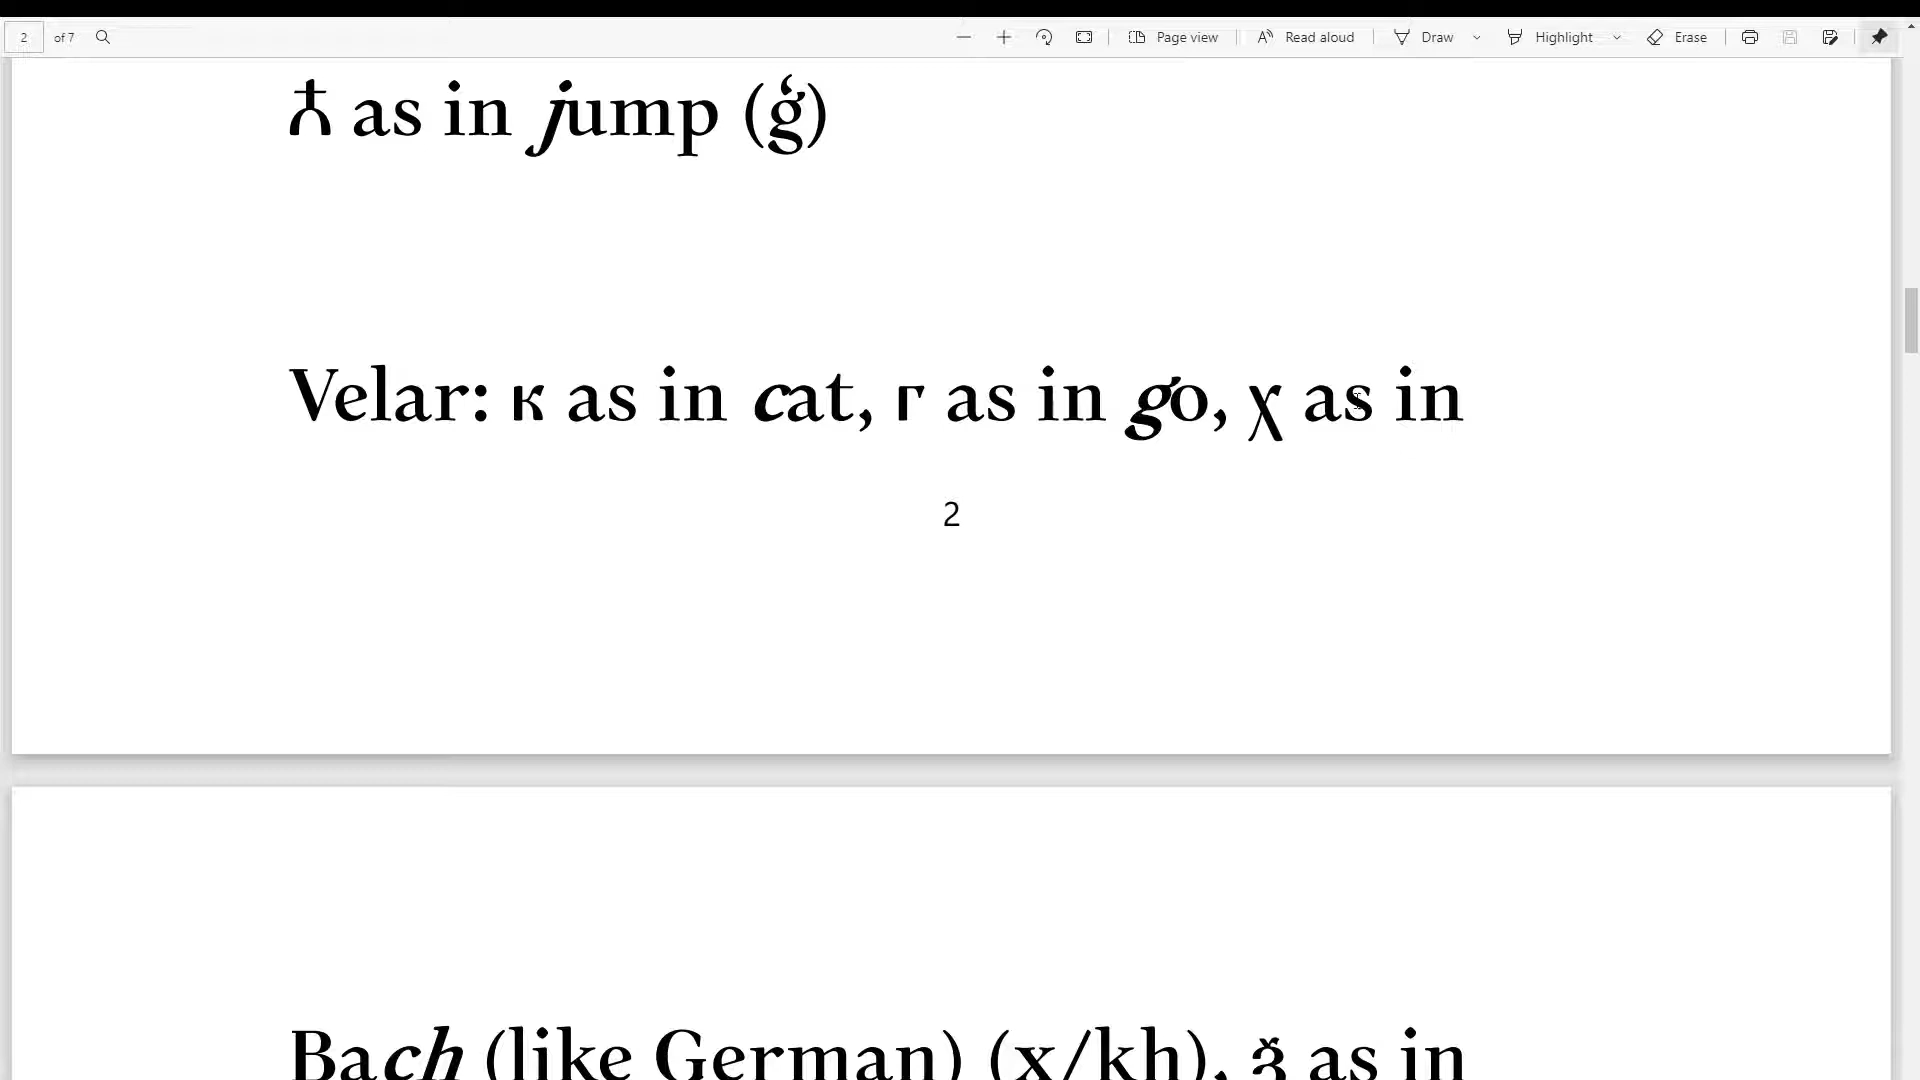 2 of 7 Page view Read aloud Draw Highlight Erase
ⰼ as in jump (ģ)
Velar: к as in cat, г as in go, χ as in
2
Bach (like German) (x/kh), ǯ as in